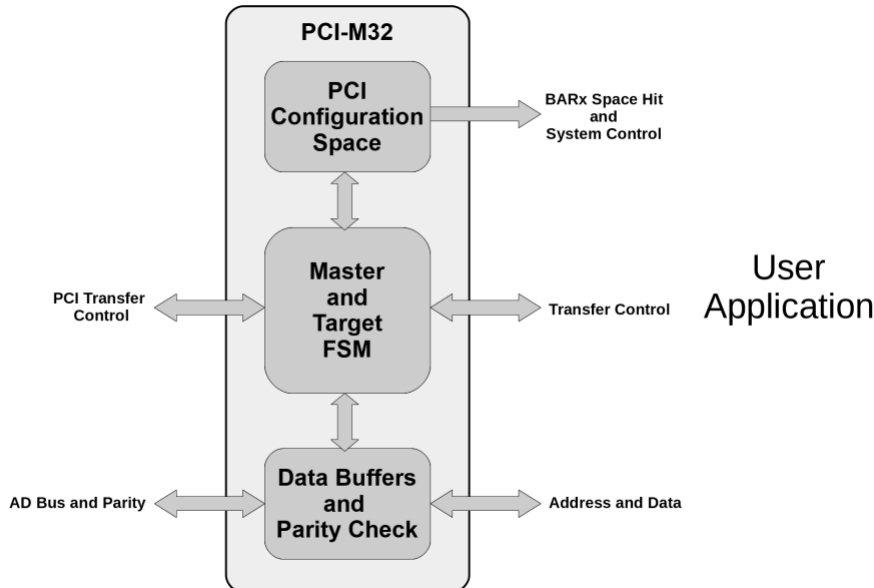 PCI-M32
PCI
Configuration
Space
BARx Space Hit
and
System Control
Master
and
Target
FSM
PCI Transfer
Control
Transfer Control
User
Application
Data Buffers
and
Parity Check
AD Bus and Parity
Address and Data